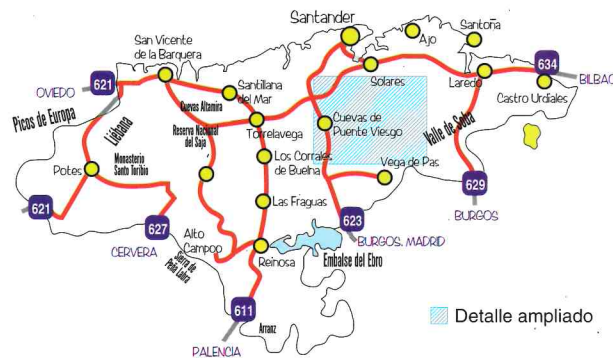 Santander
Santoña
Ajo
San Vicente
de la Barquera
Solares
634
BILBAO
Laredo
Castro Urdiales
OVIEDO
621
Santillana
del Mar
Cuevas Altamira
Picos de Europa
Liébana
Reserva Nacional
del Saja
Torrelavega
Cuevas de
Puente Viesgo
Valle de Soba
Monasterio
Santo Toribio
Potes
Los Corrales
de Buelna
Vega de Pas
629
BURGOS
621
Las Fraguas
627
CERVERA
Alto
Campoo
623
BURGOS. MADRID
Sierra de
Peña Labra
Reinosa
Embalse del Ebro
611
Arranz
PALENCIA
Detalle ampliado